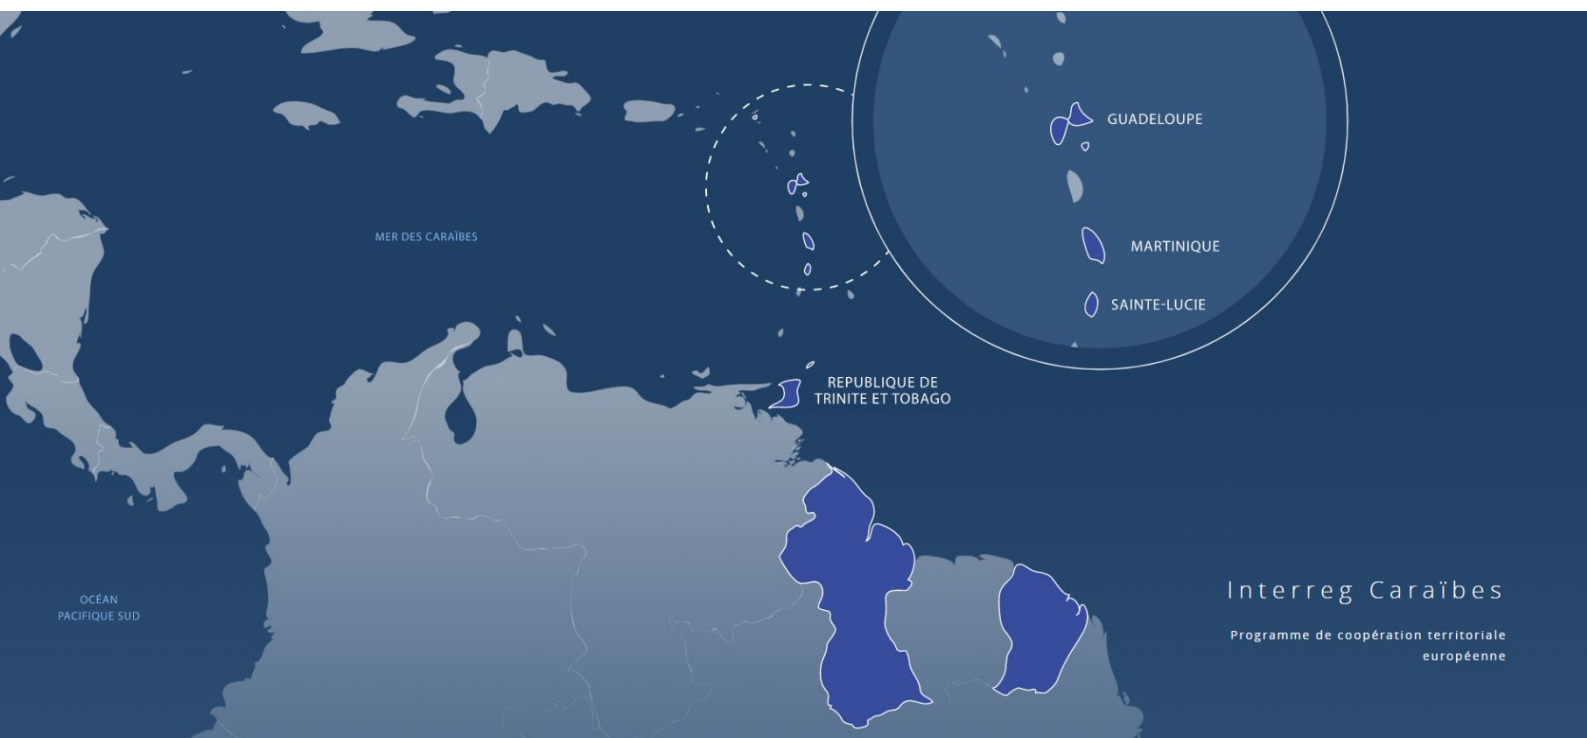 GUADELOUPE
MARTINIQUE
SAINTE-LUCIE
MER DES CARAÏBES
REPUBLIQUE DE
TRINITE ET TOBAGO
OCÉAN
PACIFIQUE SUD
Interreg Caraïbes
Programme de coopération territoriale
européenne